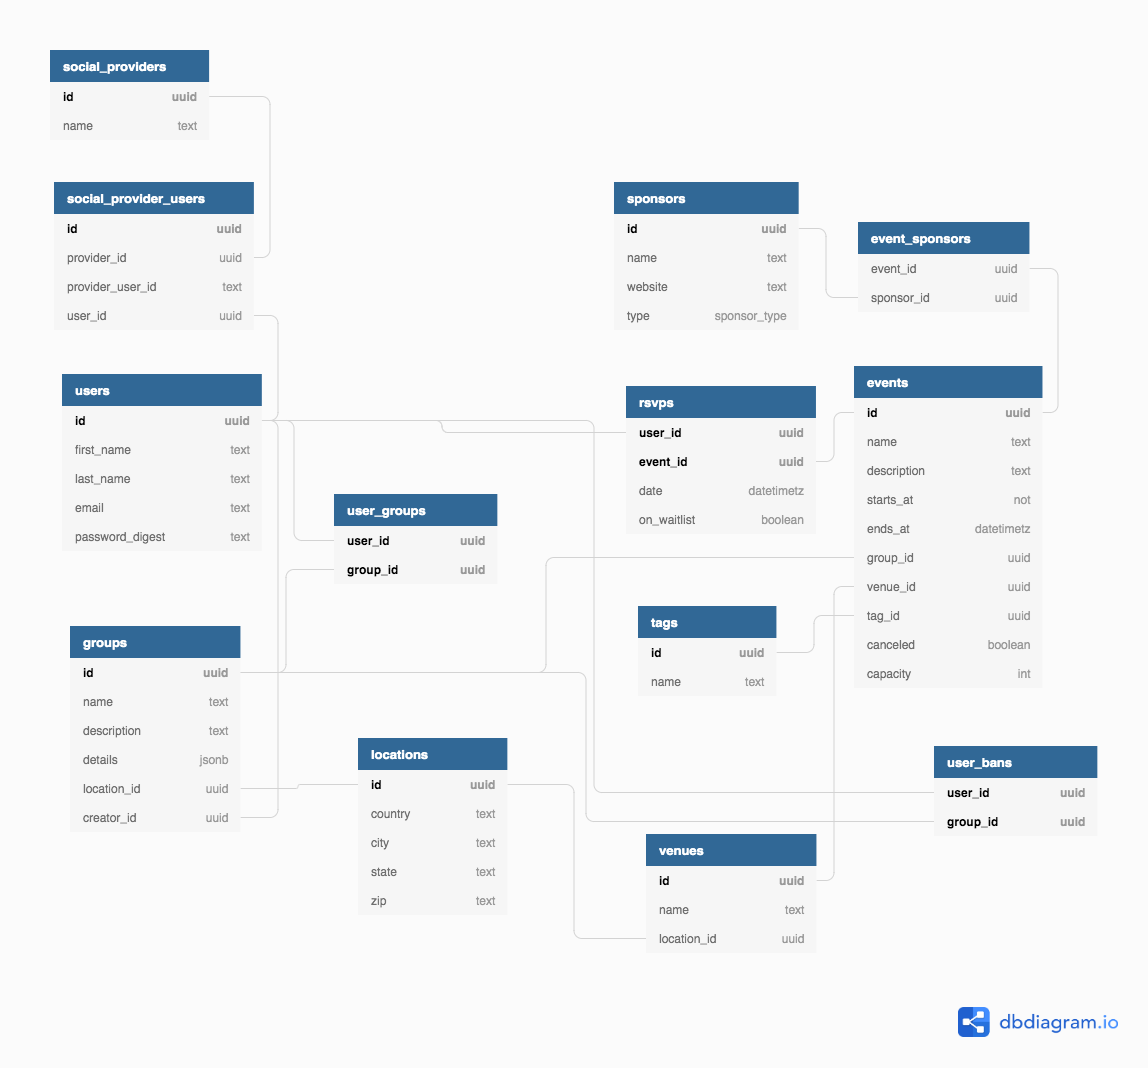 social_providers
id uuid
name text
social_provider_users
id uuid
provider_id uuid
provider_user_id text
user_id uuid
users
id uuid
first_name text
last_name text
email text
password_digest text
groups
id uuid
name text
description text
details jsonb
location_id uuid
creator_id uuid
user_groups
user_id uuid
group_id uuid
locations
id uuid
country text
city text
state text
zip text
sponsors
id uuid
name text
website text
type sponsor_type
rsvps
user_id uuid
event_id uuid
date datetimetz
on_waitlist boolean
tags
id uuid
name text
venues
id uuid
name text
location_id uuid
event_sponsors
event_id uuid
sponsor_id uuid
events
id uuid
name text
description text
starts_at not
ends_at datetimetz
group_id uuid
venue_id uuid
tag_id uuid
canceled boolean
capacity int
user_bans
user_id uuid
group_id uuid
dbdiagram.io